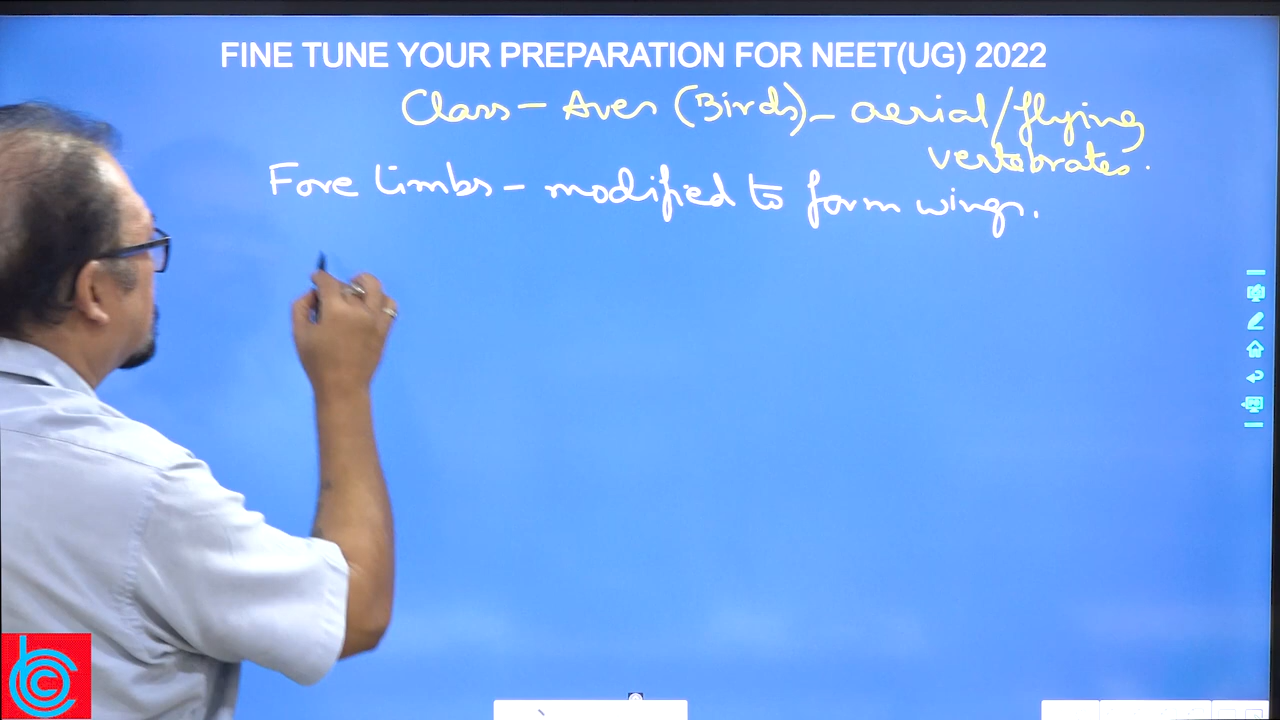 FINE TUNE YOUR PREPARATION FOR NEET(UG) 2022
Class - Aves (Birds) - aerial/flying
vertebrates.
Fore limbs - modified to form wings.